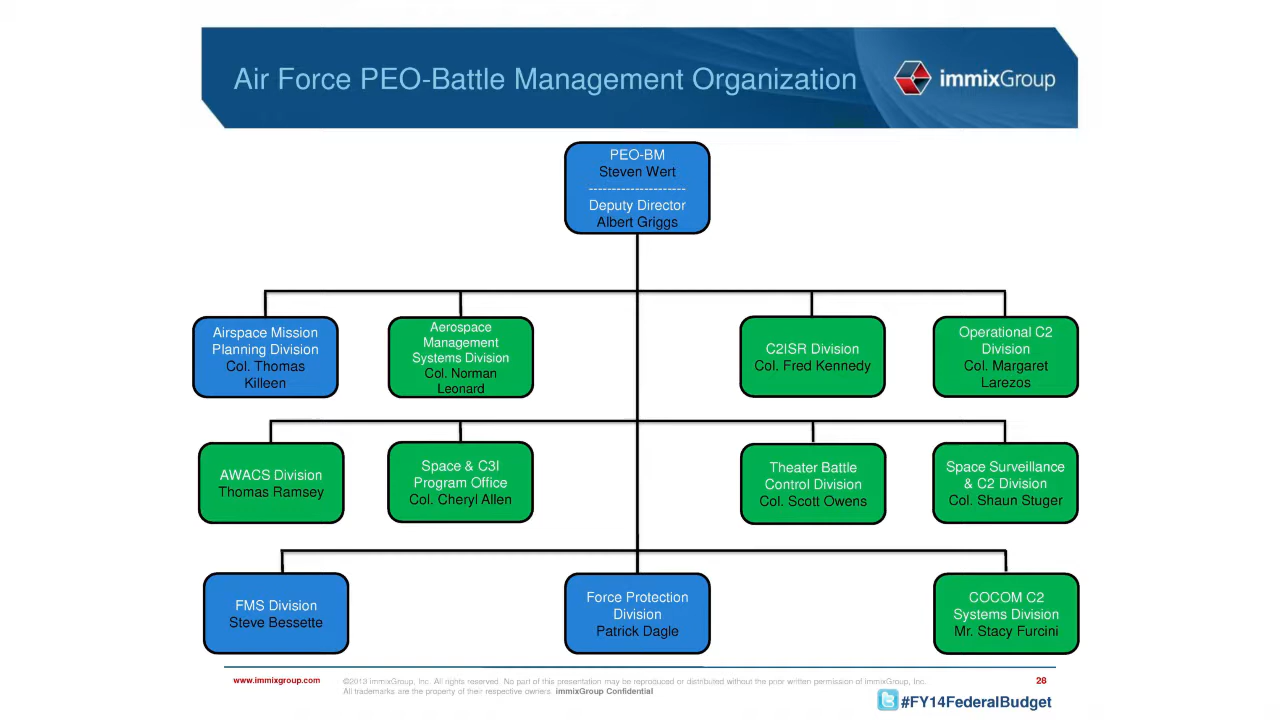 Air Force PEO-Battle Management Organization
immixGroup
PEO-BM
Steven Wert
---------------------
Deputy Director
Albert Griggs
Airspace Mission
Planning Division
Col. Thomas
Killeen
Aerospace
Management
Systems Division
Col. Norman
Leonard
C2ISR Division
Col. Fred Kennedy
Operational C2
Division
Col. Margaret
Larezos
AWACS Division
Thomas Ramsey
Space & C3I
Program Office
Col. Cheryl Allen
Theater Battle
Control Division
Col. Scott Owens
Space Surveillance
& C2 Division
Col. Shaun Stuger
FMS Division
Steve Bessette
Force Protection
Division
Patrick Dagle
COCOM C2
Systems Division
Mr. Stacy Furcini
www.immixgroup.com
©2013 immixGroup, Inc. All rights reserved. No part of this presentation may be reproduced or distributed without the prior written permission of immixGroup, Inc.
All trademarks are the property of their respective owners. immixGroup Confidential
28
#FY14FederalBudget